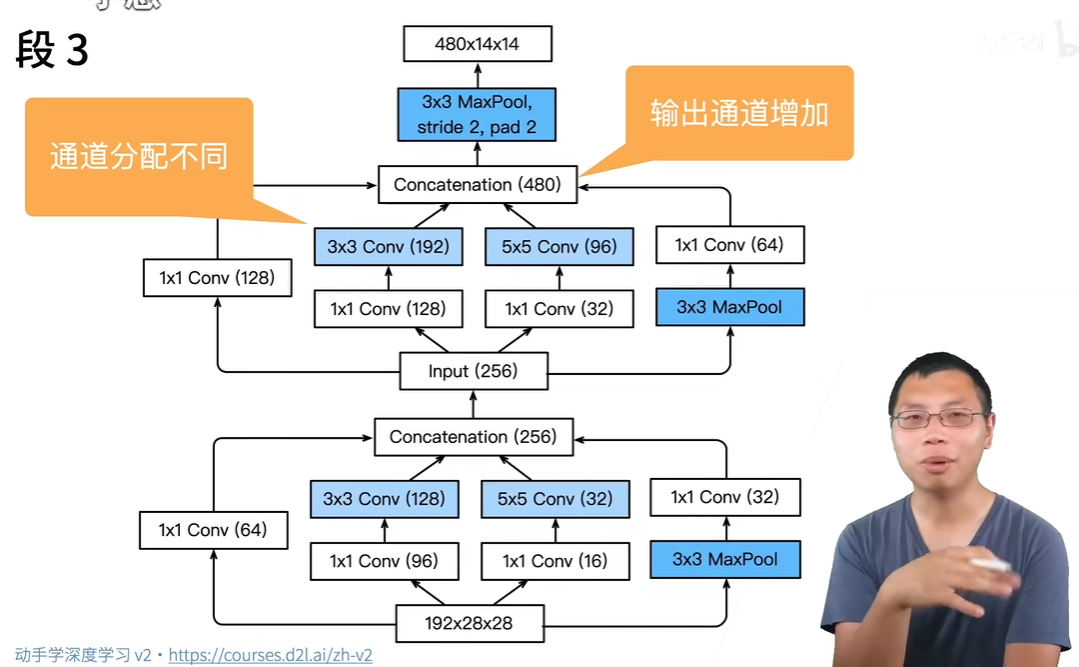 段 3
480x14x14
3x3 MaxPool,
stride 2, pad 2
输出通道增加
通道分配不同
Concatenation (480)
3x3 Conv (192)
5x5 Conv (96)
1x1 Conv (64)
1x1 Conv (128)
1x1 Conv (128)
1x1 Conv (32)
3x3 MaxPool
Input (256)
Concatenation (256)
3x3 Conv (128)
5x5 Conv (32)
1x1 Conv (32)
1x1 Conv (64)
1x1 Conv (96)
1x1 Conv (16)
3x3 MaxPool
192x28x28
动手学深度学习 v2 · https://courses.d2l.ai/zh-v2